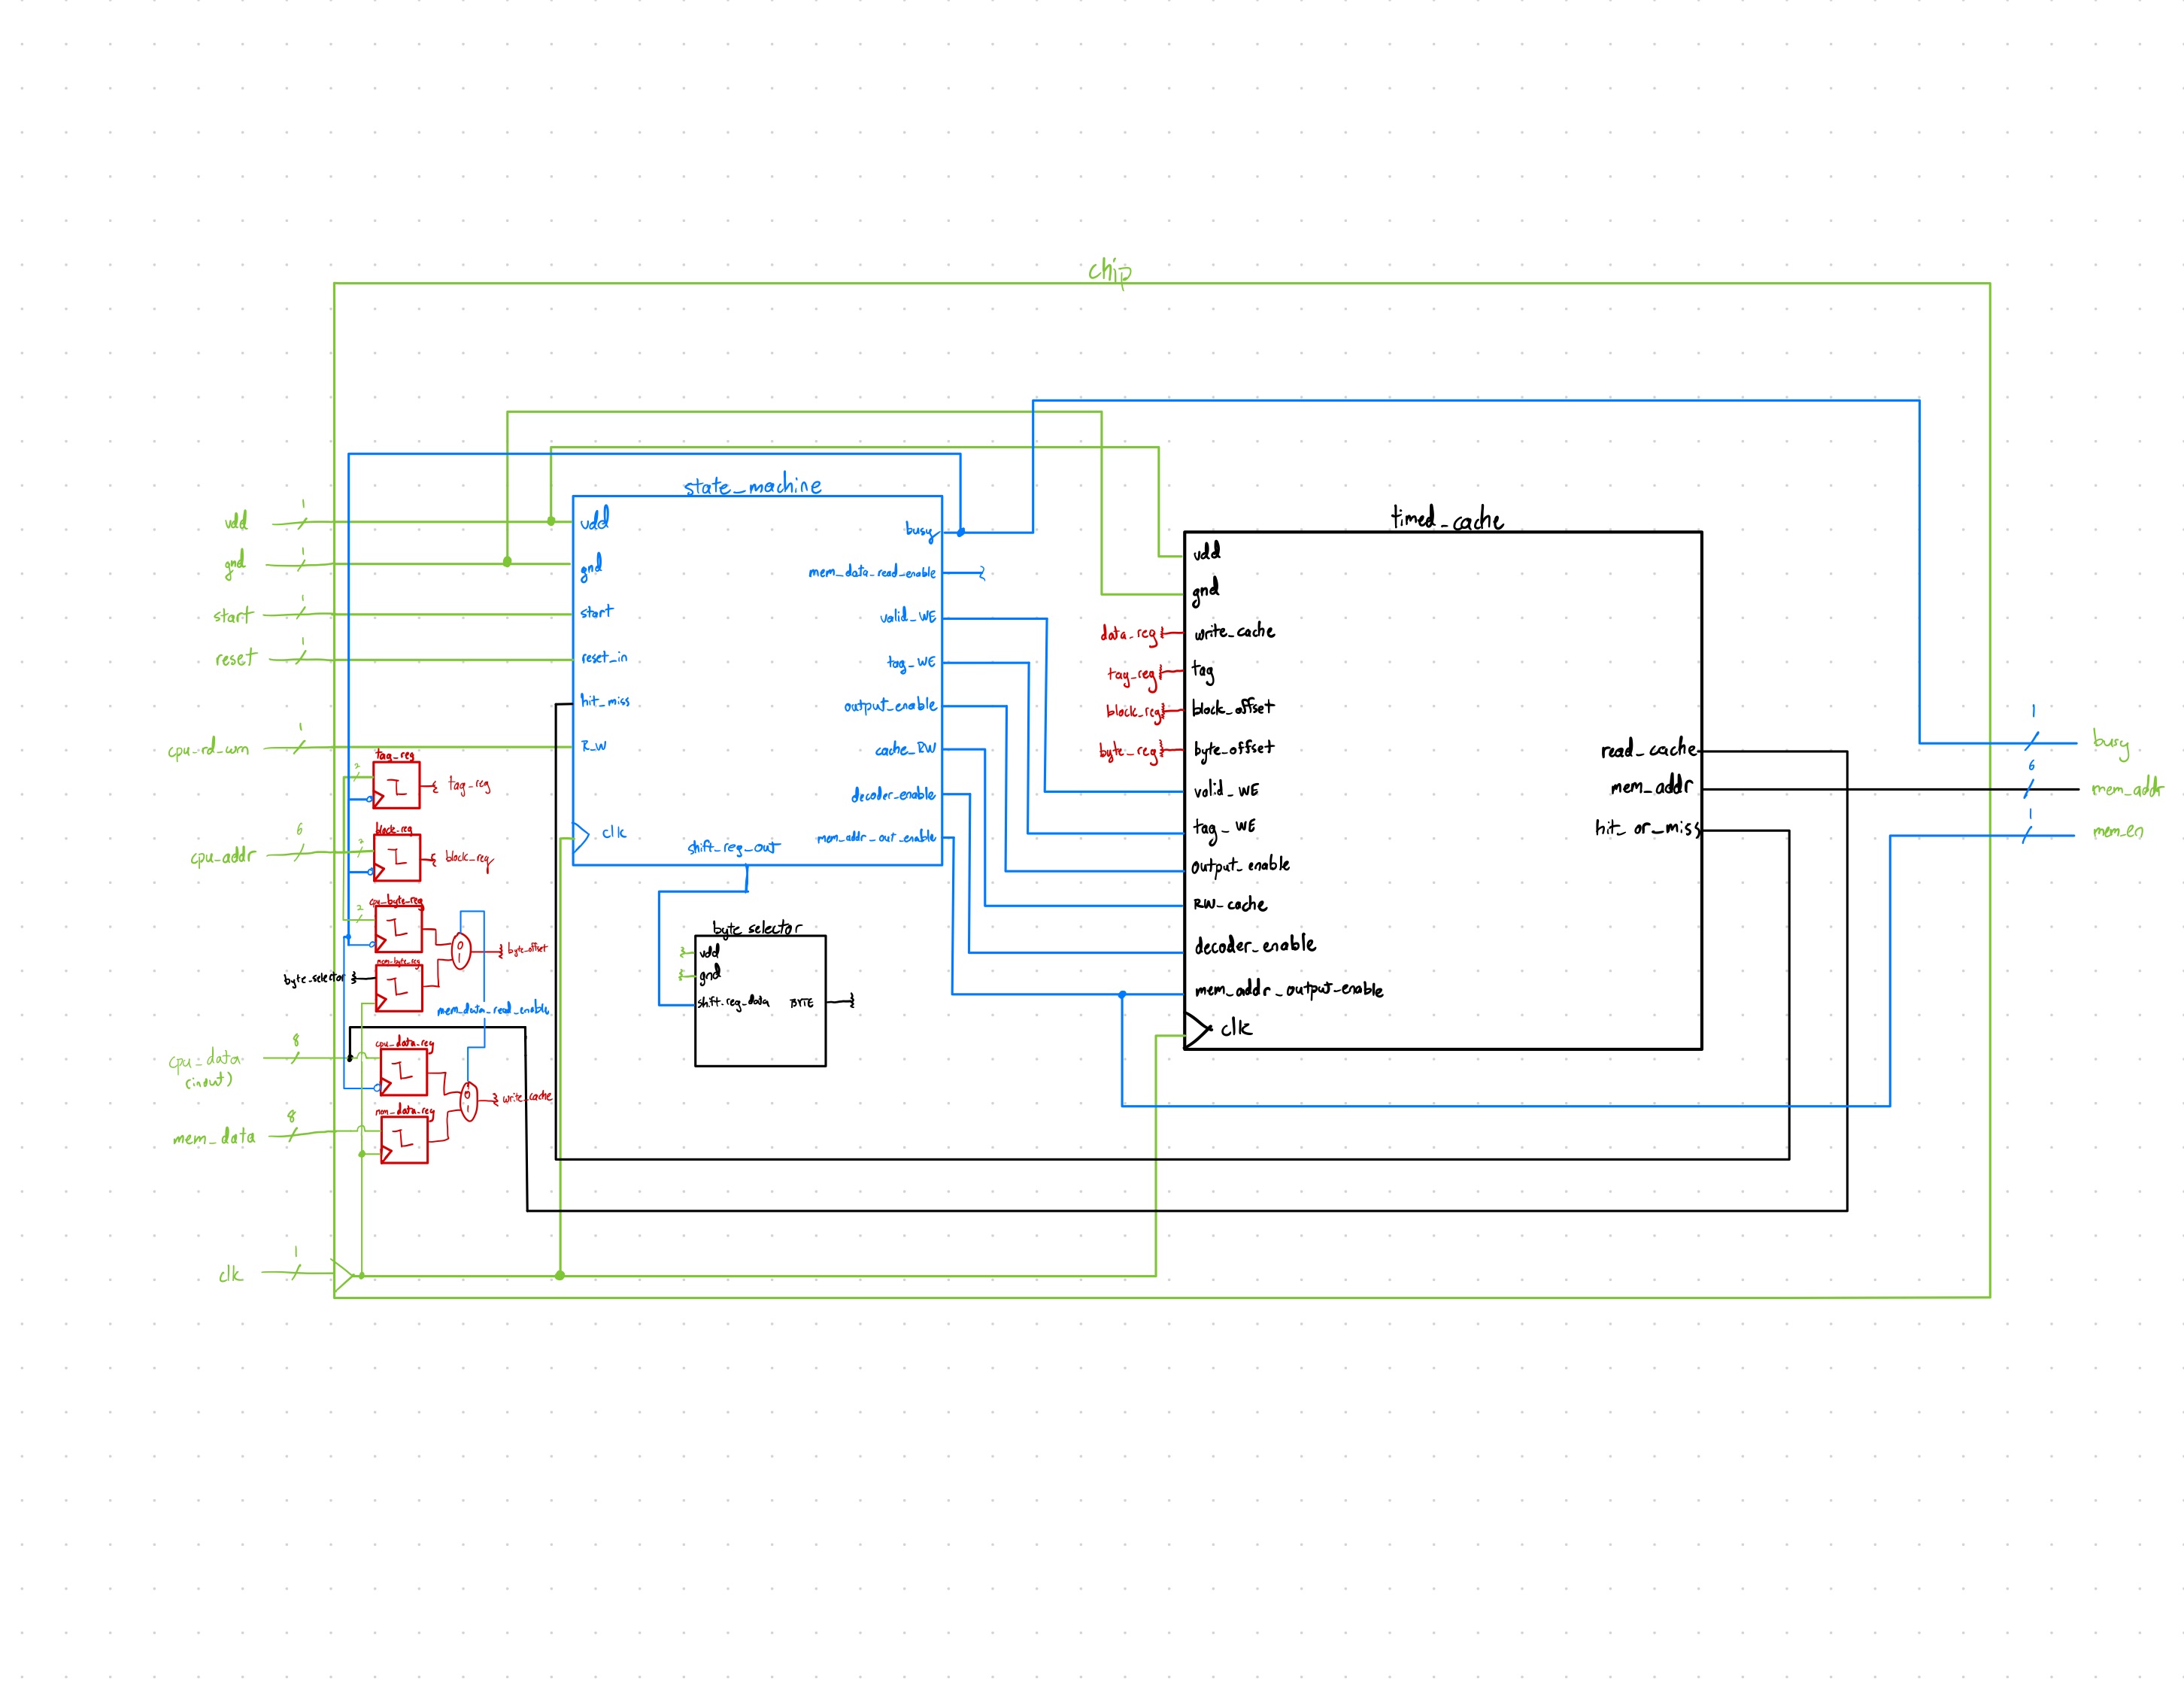 chip
vdd
1
gnd
1
start
1
reset
1
cpu-rd_wrn
1
cpu-addr
6
cpu_data
(inout)
8
mem_data
8
clk
1
tag_reg
2
tag_reg
block_reg
2
block_reg
cpu_byte_reg
2
0
1
byte_offset
mem_byte_reg
byte_selector
mem_data_read_enable
cpu_data_reg
0
1
write_cache
mem_data_reg
state_machine
vdd
gnd
start
reset_in
hit_miss
R_W
clk
busy
mem_data_read_enable
valid_WE
tag_WE
output_enable
cache_RW
decoder_enable
mem_addr_out_enable
shift_reg_out
byte selector
vdd
gnd
shift_reg_data
BYTE
timed_cache
data_reg
tag_reg
block_reg
byte_reg
vdd
gnd
write_cache
tag
block_offset
byte_offset
valid_WE
tag_WE
output_enable
RW_cache
decoder_enable
mem_addr_output_enable
clk
read_cache
mem_addr
hit_or_miss
1
busy
6
mem_addr
1
mem_en